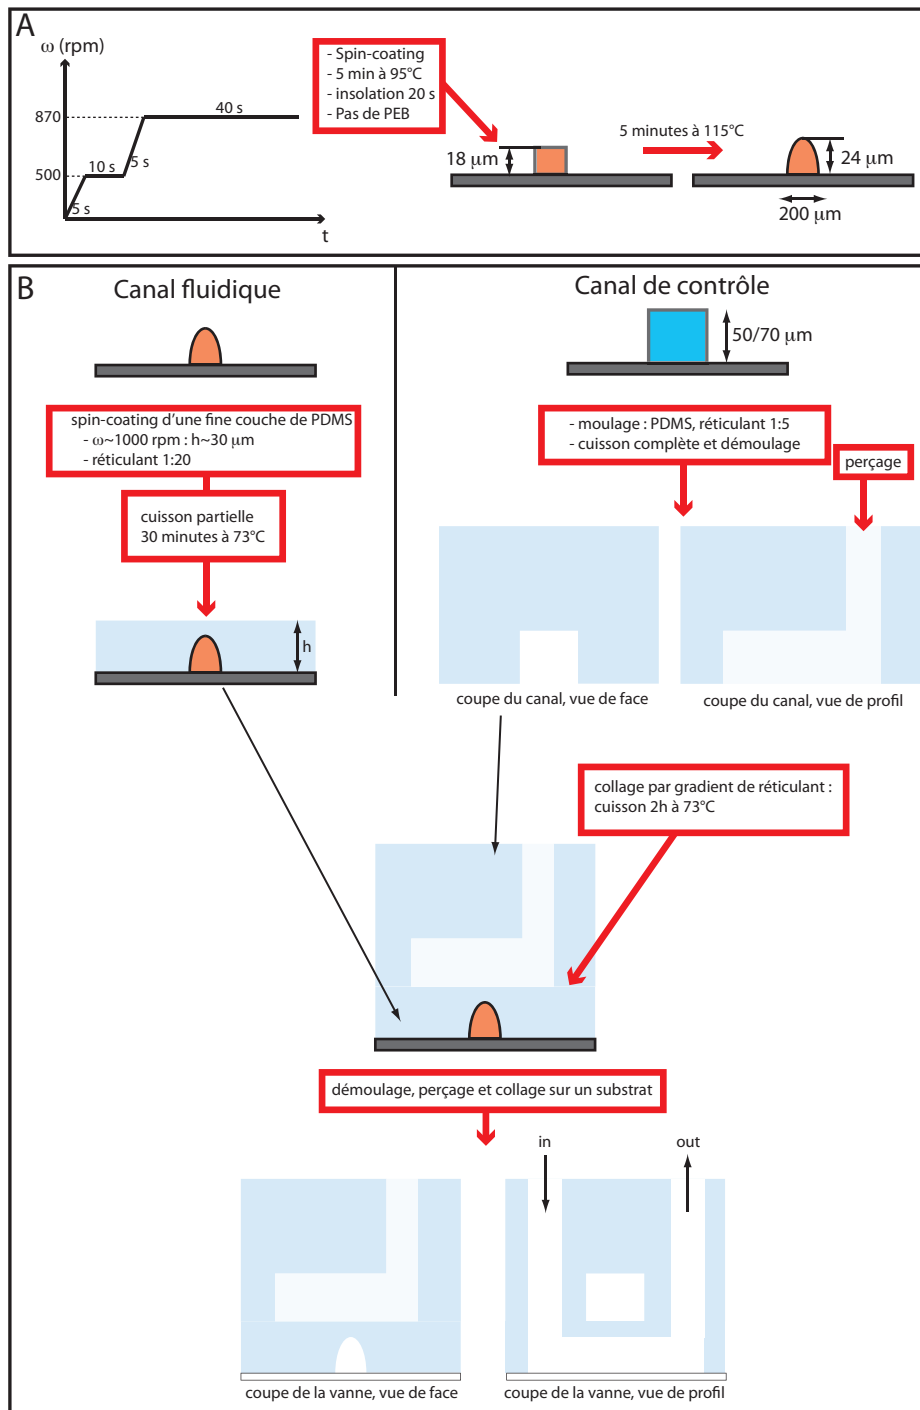 A
ω (rpm)
870
500
5 s
10 s
5 s
40 s
t
- Spin-coating
- 5 min à 95°C
- insolation 20 s
- Pas de PEB
18 μm
5 minutes à 115°C
24 μm
200 μm
B
Canal fluidique
Canal de contrôle
50/70 μm
spin-coating d'une fine couche de PDMS
- ω~1000 rpm : h~30 μm
- réticulant 1:20
cuisson partielle
30 minutes à 73°C
h
- moulage : PDMS, réticulant 1:5
- cuisson complète et démoulage
perçage
coupe du canal, vue de face
coupe du canal, vue de profil
collage par gradient de réticulant :
cuisson 2h à 73°C
démoulage, perçage et collage sur un substrat
in
out
coupe de la vanne, vue de face
coupe de la vanne, vue de profil